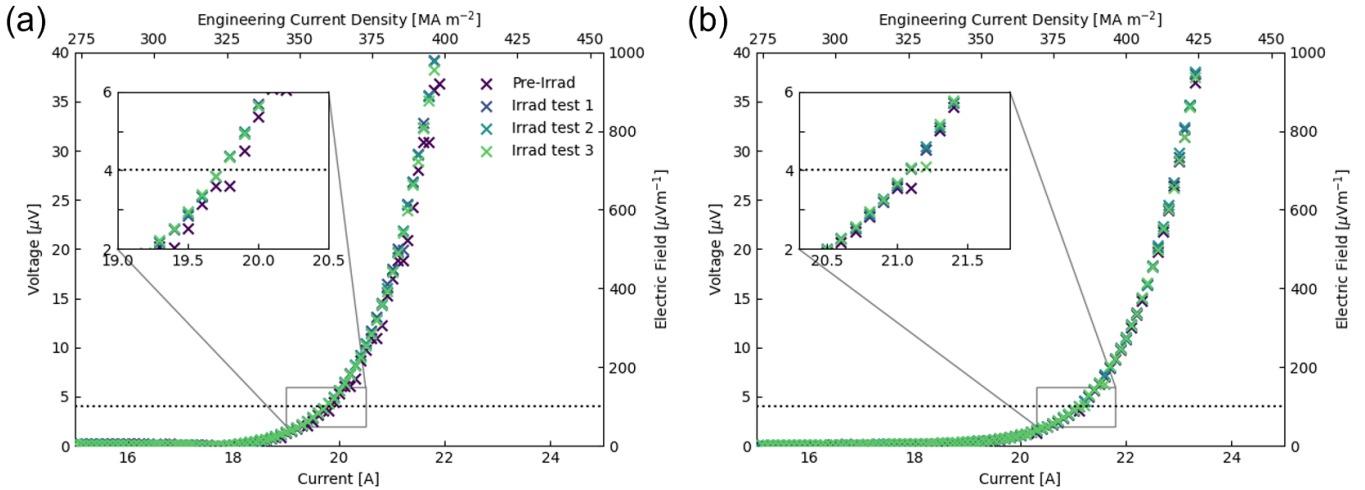 (a)
Engineering Current Density [MA m⁻²]
275 300 325 350 375 400 425 450
40 35 30 25 20 15 10 5 0
Voltage [μV]
1000 800 600 400 200 0
Electric Field [μVm⁻¹]
Pre-Irrad
Irrad test 1
Irrad test 2
Irrad test 3
6
4
2
19.0 19.5 20.0 20.5
16 18 20 22 24
Current [A]
(b)
Engineering Current Density [MA m⁻²]
275 300 325 350 375 400 425 450
40 35 30 25 20 15 10 5 0
Voltage [μV]
1000 800 600 400 200 0
Electric Field [μVm⁻¹]
6
4
2
20.5 21.0 21.5
16 18 20 22 24
Current [A]